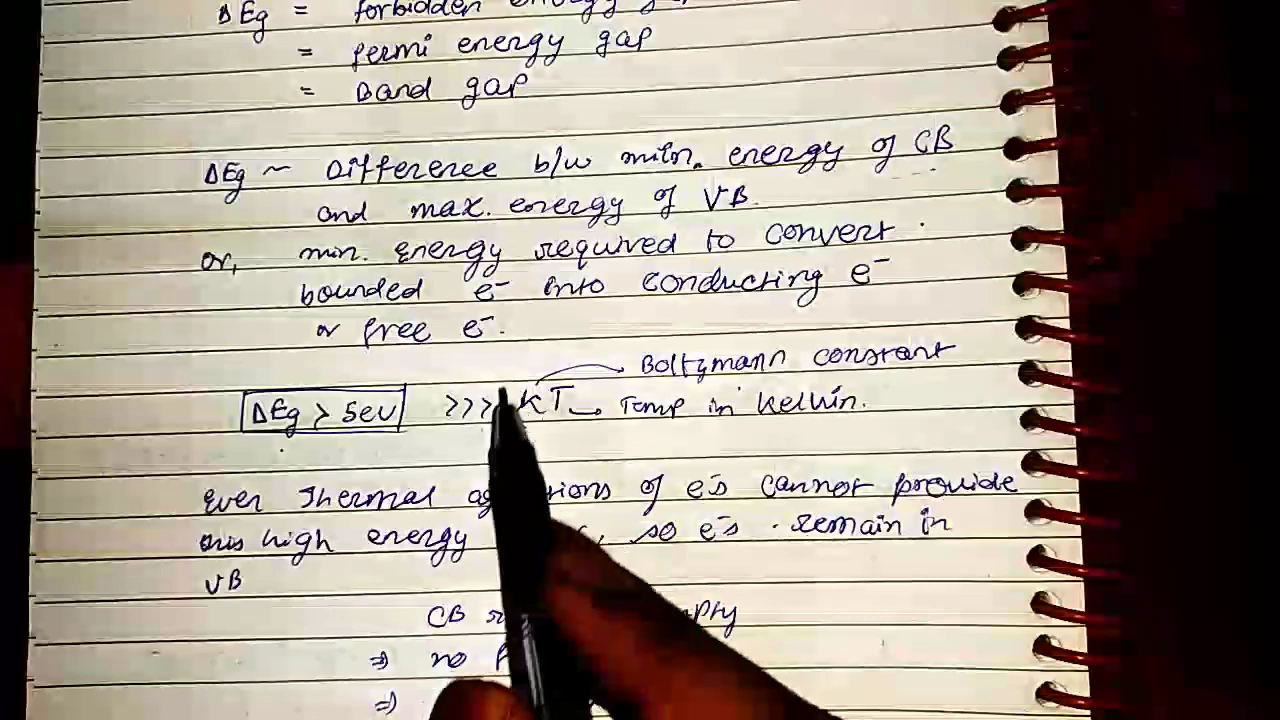 ΔEg = forbidden energy
= fermi energy gap
= Band gap
ΔEg ~ Difference b/w min. energy of CB
and max. energy of VB.
or, min. energy required to convert
bounded e⁻ into conducting e⁻
or free e⁻.
Boltzmann constant
ΔEg > 5ev >>> KT → Temp in Kelvin.
Even Thermal of e⁻s cannot provide
this high energy , so e⁻s remain in
VB
CB
⇒ no
⇒